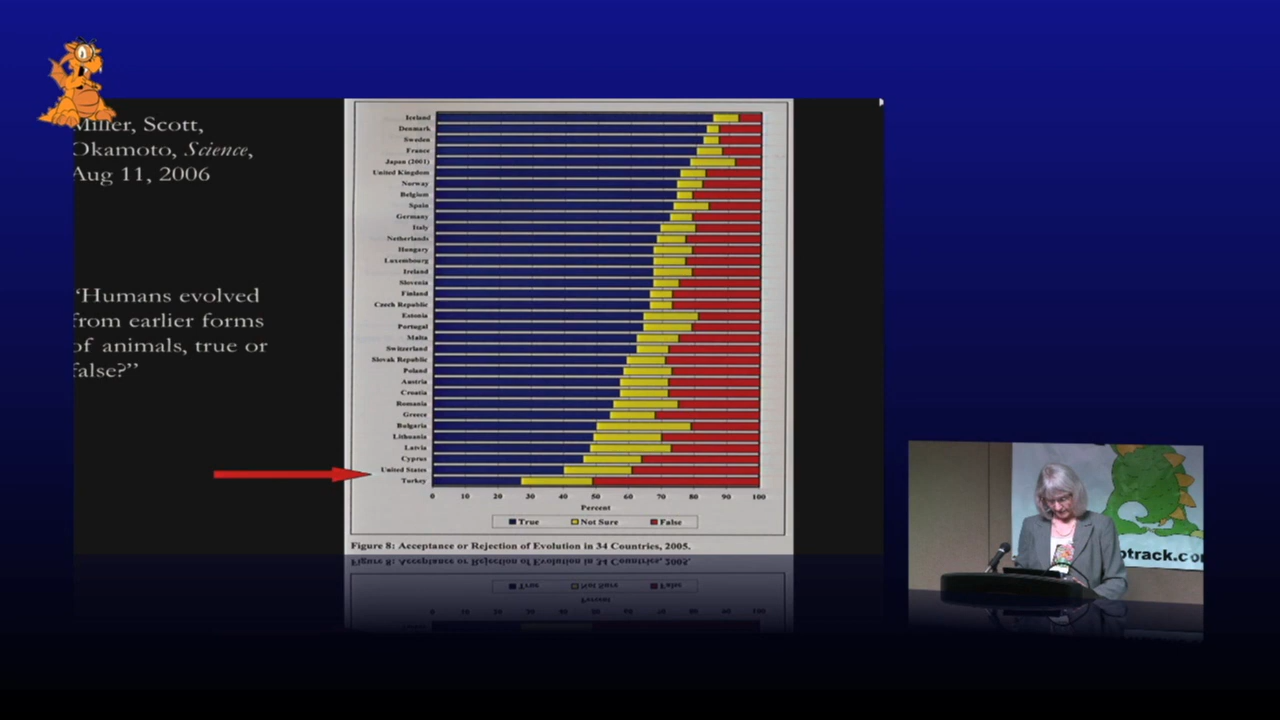 Miller, Scott,
Okamoto, Science,
Aug 11, 2006
"Humans evolved
from earlier forms
of animals, true or
false?"
Iceland
Denmark
Sweden
France
Japan (2001)
United Kingdom
Norway
Belgium
Spain
Germany
Italy
Netherlands
Hungary
Luxembourg
Ireland
Slovenia
Finland
Czech Republic
Estonia
Portugal
Malta
Switzerland
Slovak Republic
Poland
Austria
Croatia
Romania
Greece
Bulgaria
Lithuania
Latvia
Cyprus
United States
Turkey
0 10 20 30 40 50 60 70 80 90 100
Percent
True Not Sure False
Figure 8: Acceptance or Rejection of Evolution in 34 Countries, 2005.
ptrack.co